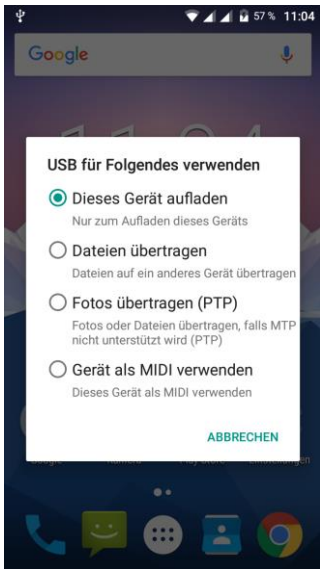 57 % 11:04
Google
USB für Folgendes verwenden
Dieses Gerät aufladen
Nur zum Aufladen dieses Geräts
Dateien übertragen
Dateien auf ein anderes Gerät übertragen
Fotos übertragen (PTP)
Fotos oder Dateien übertragen, falls MTP
nicht unterstützt wird (PTP)
Gerät als MIDI verwenden
Dieses Gerät als MIDI verwenden
ABBRECHEN